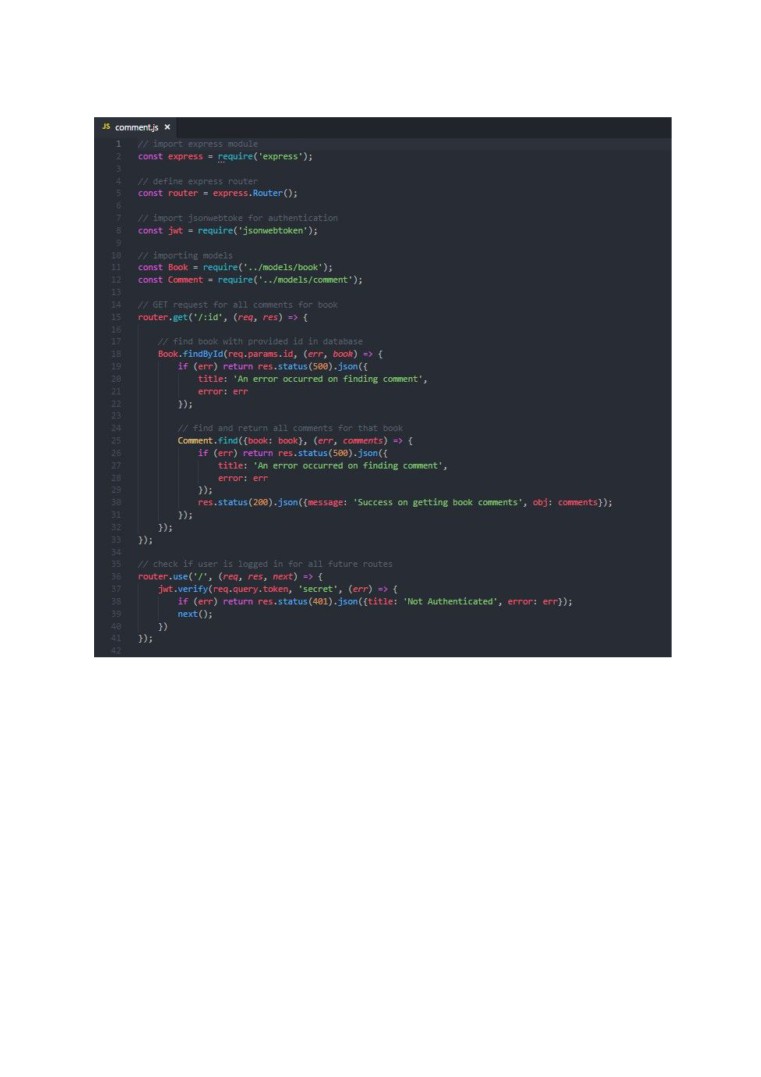 JS comment.js ×
1 // import express module
2 const express = require('express');
3
4 // define express router
5 const router = express.Router();
6
7 // import jsonwebtoke for authentication
8 const jwt = require('jsonwebtoken');
9
10 // importing models
11 const Book = require('../models/book');
12 const Comment = require('../models/comment');
13
14 // GET request for all comments for book
15 router.get('/:id', (req, res) => {
16
17     // find book with provided id in database
18     Book.findById(req.params.id, (err, book) => {
19         if (err) return res.status(500).json({
20             title: 'An error occurred on finding comment',
21             error: err
22         });
23
24         // find and return all comments for that book
25         Comment.find({book: book}, (err, comments) => {
26             if (err) return res.status(500).json({
27                 title: 'An error occurred on finding comment',
28                 error: err
29             });
30             res.status(200).json({message: 'Success on getting book comments', obj: comments});
31         });
32     });
33 });
34
35 // check if user is logged in for all future routes
36 router.use('/', (req, res, next) => {
37     jwt.verify(req.query.token, 'secret', (err) => {
38         if (err) return res.status(401).json({title: 'Not Authenticated', error: err});
39         next();
40     })
41 });
42